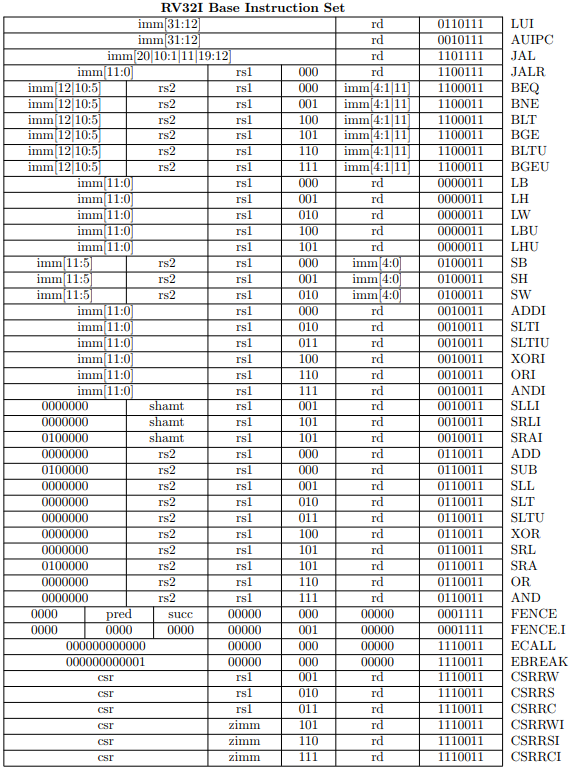 RV32I Base Instruction Set
imm[31:12] rd 0110111 LUI
imm[31:12] rd 0010111 AUIPC
imm[20|10:1|11|19:12] rd 1101111 JAL
imm[11:0] rs1 000 rd 1100111 JALR
imm[12|10:5] rs2 rs1 000 imm[4:1|11] 1100011 BEQ
imm[12|10:5] rs2 rs1 001 imm[4:1|11] 1100011 BNE
imm[12|10:5] rs2 rs1 100 imm[4:1|11] 1100011 BLT
imm[12|10:5] rs2 rs1 101 imm[4:1|11] 1100011 BGE
imm[12|10:5] rs2 rs1 110 imm[4:1|11] 1100011 BLTU
imm[12|10:5] rs2 rs1 111 imm[4:1|11] 1100011 BGEU
imm[11:0] rs1 000 rd 0000011 LB
imm[11:0] rs1 001 rd 0000011 LH
imm[11:0] rs1 010 rd 0000011 LW
imm[11:0] rs1 100 rd 0000011 LBU
imm[11:0] rs1 101 rd 0000011 LHU
imm[11:5] rs2 rs1 000 imm[4:0] 0100011 SB
imm[11:5] rs2 rs1 001 imm[4:0] 0100011 SH
imm[11:5] rs2 rs1 010 imm[4:0] 0100011 SW
imm[11:0] rs1 000 rd 0010011 ADDI
imm[11:0] rs1 010 rd 0010011 SLTI
imm[11:0] rs1 011 rd 0010011 SLTIU
imm[11:0] rs1 100 rd 0010011 XORI
imm[11:0] rs1 110 rd 0010011 ORI
imm[11:0] rs1 111 rd 0010011 ANDI
0000000 shamt rs1 001 rd 0010011 SLLI
0000000 shamt rs1 101 rd 0010011 SRLI
0100000 shamt rs1 101 rd 0010011 SRAI
0000000 rs2 rs1 000 rd 0110011 ADD
0100000 rs2 rs1 000 rd 0110011 SUB
0000000 rs2 rs1 001 rd 0110011 SLL
0000000 rs2 rs1 010 rd 0110011 SLT
0000000 rs2 rs1 011 rd 0110011 SLTU
0000000 rs2 rs1 100 rd 0110011 XOR
0000000 rs2 rs1 101 rd 0110011 SRL
0100000 rs2 rs1 101 rd 0110011 SRA
0000000 rs2 rs1 110 rd 0110011 OR
0000000 rs2 rs1 111 rd 0110011 AND
0000 pred succ 00000 000 00000 0001111 FENCE
0000 0000 0000 00000 001 00000 0001111 FENCE.I
000000000000 00000 000 00000 1110011 ECALL
000000000001 00000 000 00000 1110011 EBREAK
csr rs1 001 rd 1110011 CSRRW
csr rs1 010 rd 1110011 CSRRS
csr rs1 011 rd 1110011 CSRRC
csr zimm 101 rd 1110011 CSRRWI
csr zimm 110 rd 1110011 CSRRSI
csr zimm 111 rd 1110011 CSRRCI